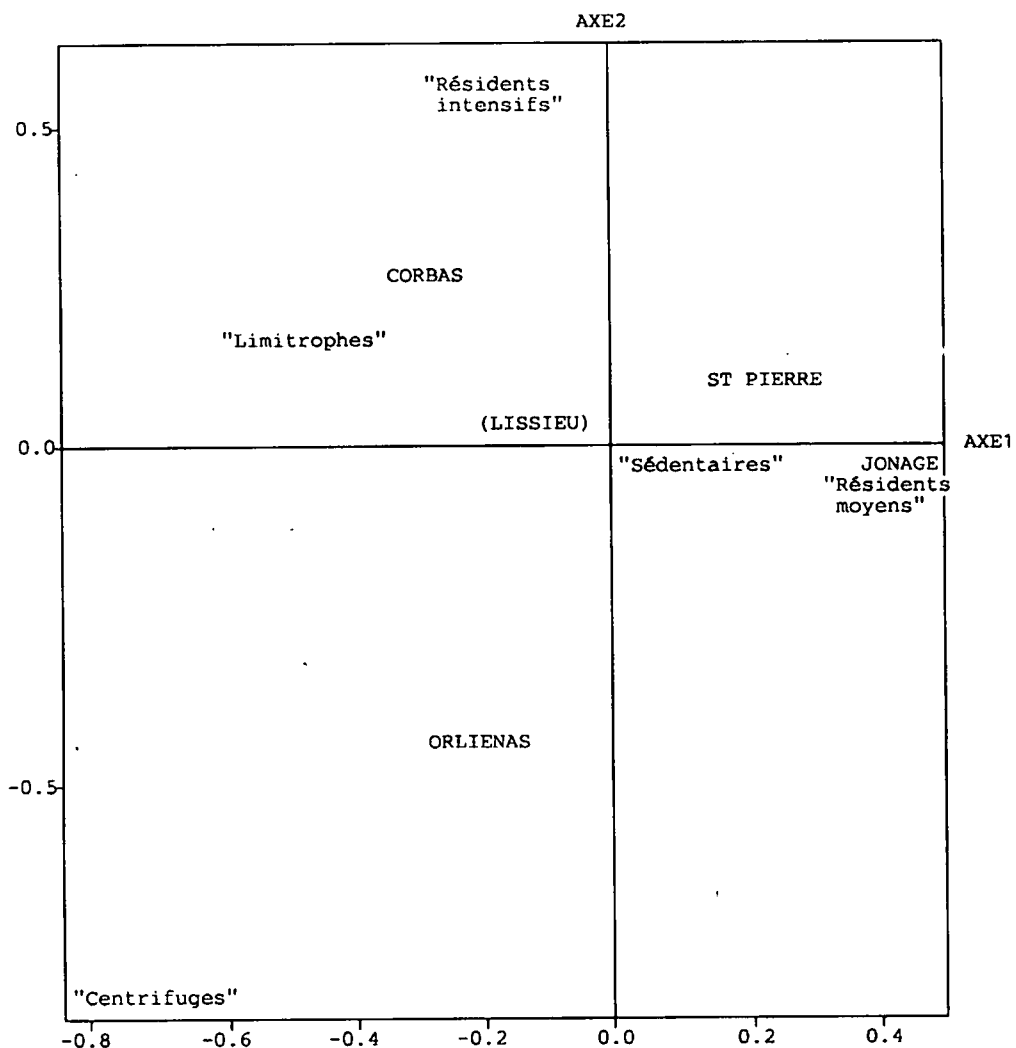 AXE2
"Résidents
intensifs"
0.5
CORBAS
"Limitrophes"
ST PIERRE
(LISSIEU)
0.0
AXE1
"Sédentaires"
JONAGE
"Résidents
moyens"
ORLIENAS
-0.5
"Centrifuges"
-0.8 -0.6 -0.4 -0.2 0.0 0.2 0.4